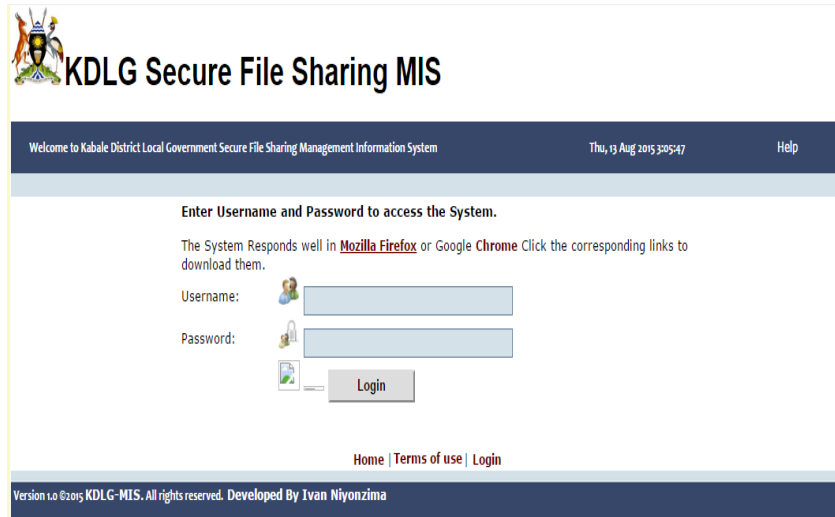 KDLG Secure File Sharing MIS
Welcome to Kabale District Local Government Secure File Sharing Management Information System Thu, 13 Aug 2015 3:05:47 Help
Enter Username and Password to access the System.
The System Responds well in Mozilla Firefox or Google Chrome Click the corresponding links to
download them.
Username:
Password:
Login
Home | Terms of use | Login
Version 1.0 ©2015 KDLG-MIS. All rights reserved. Developed By Ivan Niyonzima